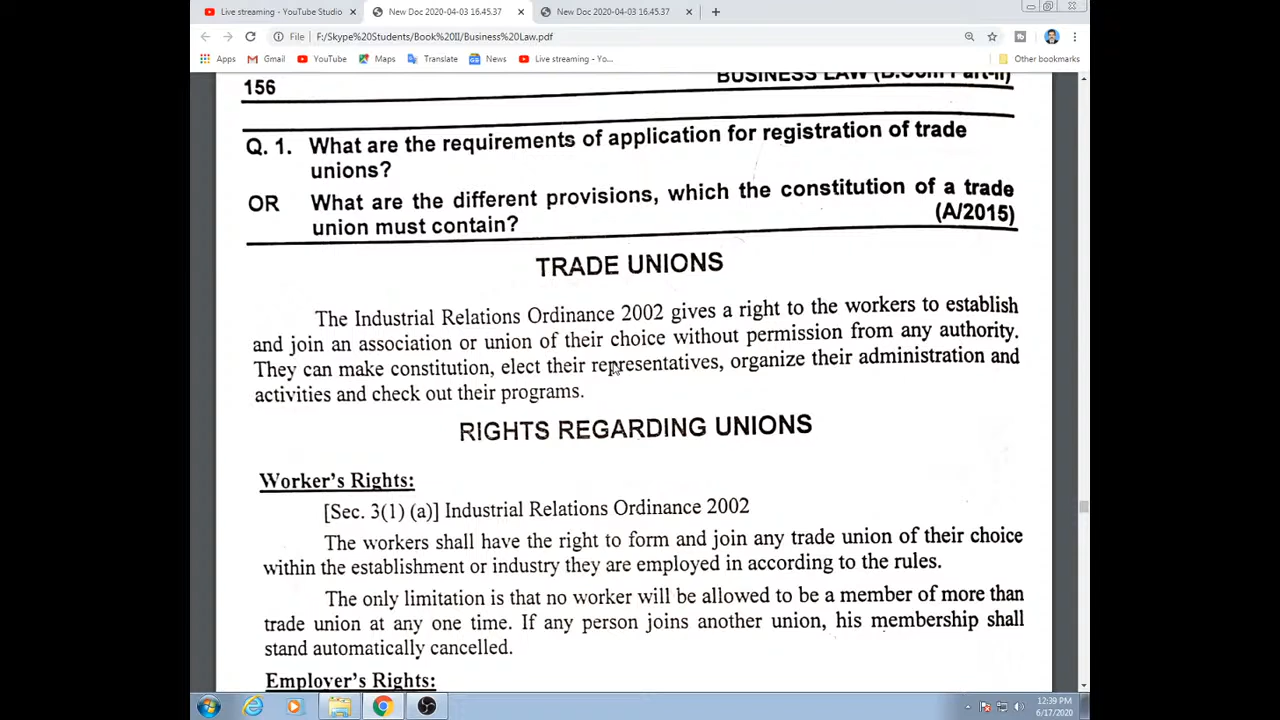 Live streaming - YouTube Studio
New Doc 2020-04-03 16.45.37
New Doc 2020-04-03 16.45.37
File F:/Skype%20Students/Book%20II/Business%20Law.pdf
Apps Gmail YouTube Maps Translate News Live streaming - Yo... Other bookmarks
156 BUSINESS LAW (B.Com Part-II)
Q. 1. What are the requirements of application for registration of trade
unions?
OR What are the different provisions, which the constitution of a trade
union must contain? (A/2015)
TRADE UNIONS
The Industrial Relations Ordinance 2002 gives a right to the workers to establish
and join an association or union of their choice without permission from any authority.
They can make constitution, elect their representatives, organize their administration and
activities and check out their programs.
RIGHTS REGARDING UNIONS
Worker's Rights:
[Sec. 3(1) (a)] Industrial Relations Ordinance 2002
The workers shall have the right to form and join any trade union of their choice
within the establishment or industry they are employed in according to the rules.
The only limitation is that no worker will be allowed to be a member of more than
trade union at any one time. If any person joins another union, his membership shall
stand automatically cancelled.
Employer's Rights:
12:39 PM
6/17/2020